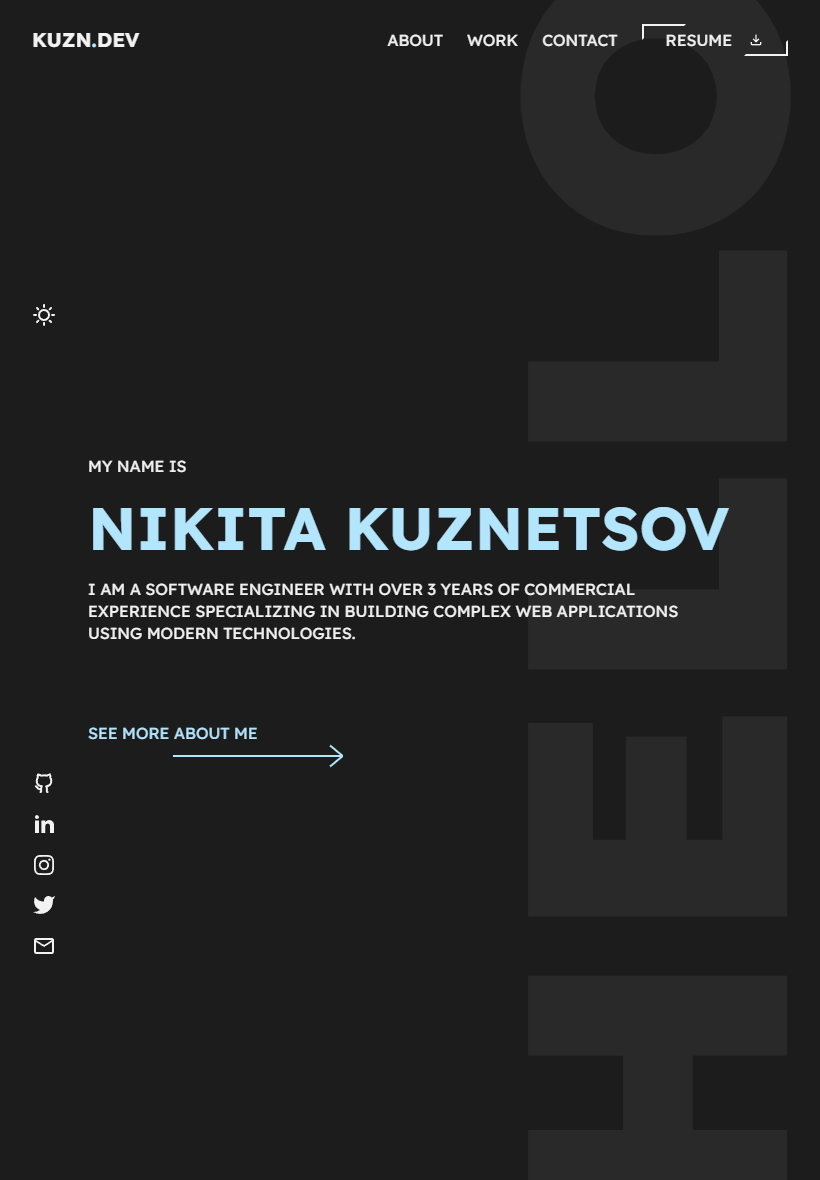 KUZN.DEV
ABOUT WORK CONTACT RESUME
MY NAME IS
NIKITA KUZNETSOV
I AM A SOFTWARE ENGINEER WITH OVER 3 YEARS OF COMMERCIAL
EXPERIENCE SPECIALIZING IN BUILDING COMPLEX WEB APPLICATIONS
USING MODERN TECHNOLOGIES.
SEE MORE ABOUT ME
HELLO